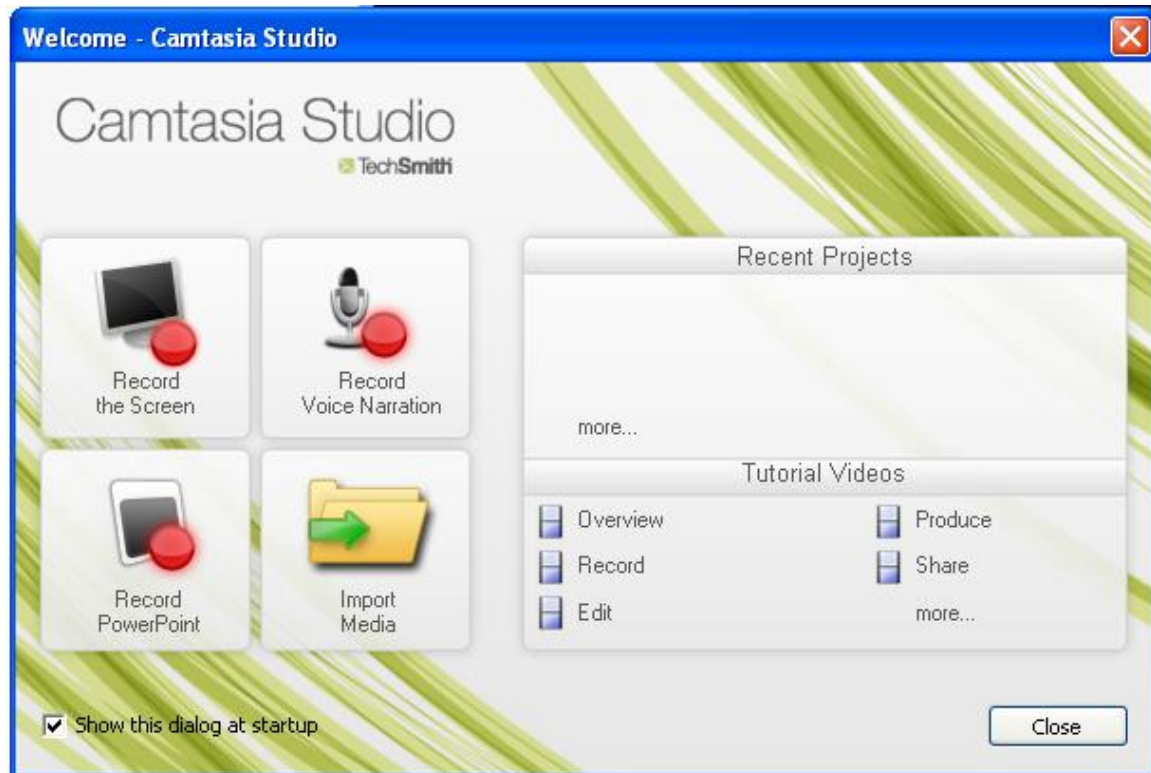 Welcome - Camtasia Studio
Camtasia Studio
TechSmith
Record
the Screen
Record
Voice Narration
Record
PowerPoint
Import
Media
Recent Projects
more...
Tutorial Videos
Overview
Produce
Record
Share
Edit
more...
Show this dialog at startup
Close